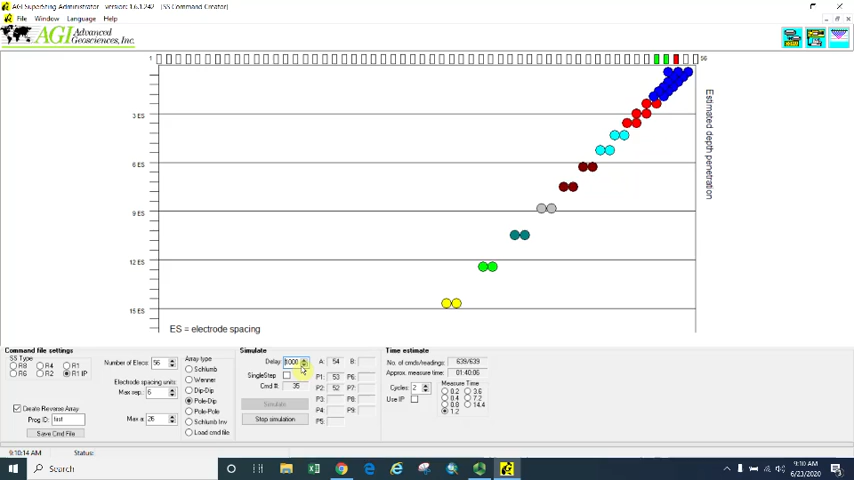 AGI SuperSting Administrator version: 1.6.1.242 - [SS Command Creator]
File Window Language Help
AGI Advanced Geosciences, Inc.
1
56
3 ES
6 ES
9 ES
12 ES
15 ES
Estimated depth penetration
ES = electrode spacing
Command file settings
SS Type
R8 R4 R1
R6 R2 R1 IP
Create Reverse Array
Prog ID: test
Save Cmd File
Number of Elecs: 56
Electrode spacing units:
Max sep.: 6
Max a: 26
Array type
Schlumb
Wenner
Dip-Dip
Pole-Dip
Pole-Pole
Schlumb Inv
Load cmd file
Simulate
Delay: 1000
SingleStep
Cmd #: 35
Simulate
Stop simulation
A: 54 B:
P1: 53 P6:
P2: 52 P7:
P3: P8:
P4: P9:
P5:
Time estimate
No. of cmds/readings: 639/639
Approx. measure time: 01:40:06
Cycles: 2
Use IP
Measure Time
0.2 3.6
0.4 7.2
0.8 14.4
1.2
9:10:14 AM Status:
Search
9:10 AM
6/23/2020